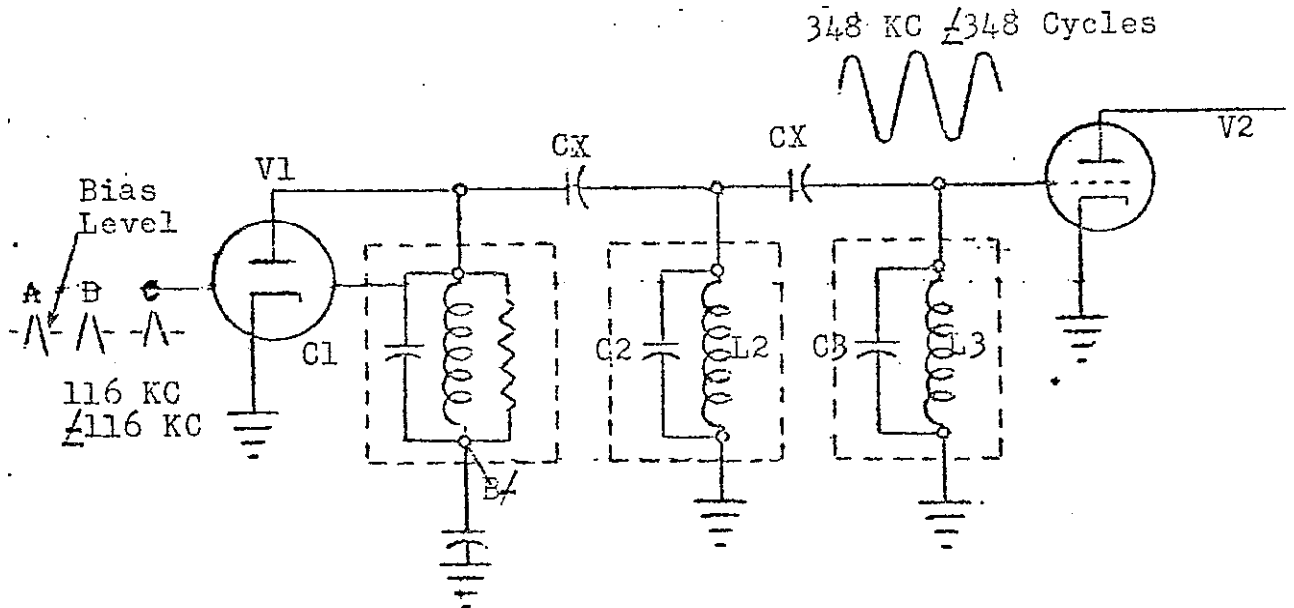 348 KC ±348 Cycles
V2
CX
CX
V1
Bias
Level
A B C
C1
C2
L2
C3
L3
116 KC
±116 KC
B+